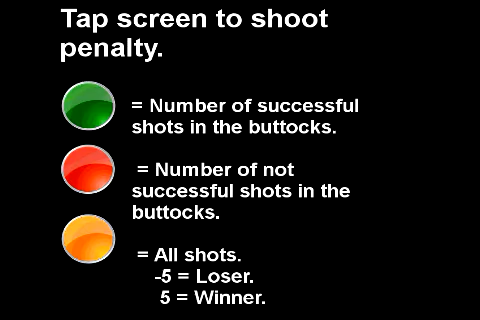 Tap screen to shoot
penalty.
= Number of successful
shots in the buttocks.
= Number of not
successful shots in the
buttocks.
= All shots.
-5 = Loser.
5 = Winner.